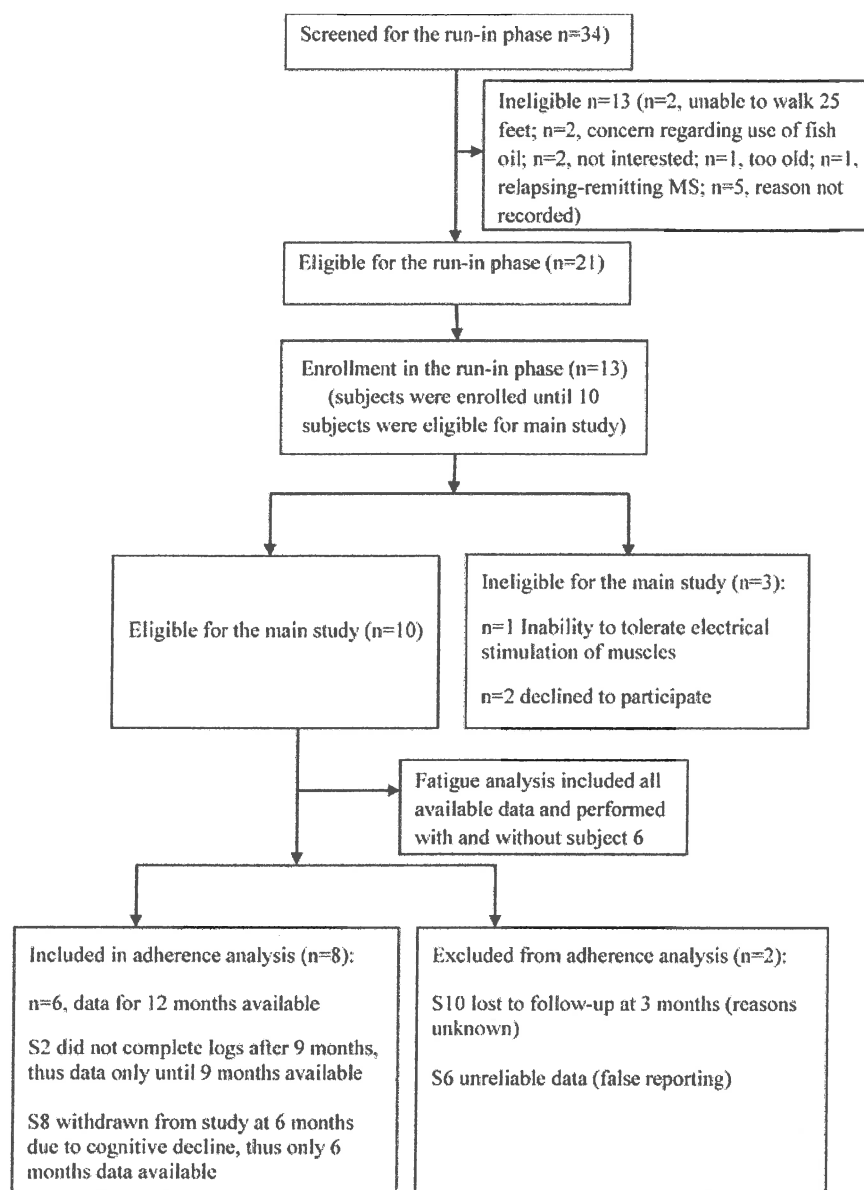 Screened for the run-in phase n=34)
Ineligible n=13 (n=2, unable to walk 25
feet; n=2, concern regarding use of fish
oil; n=2, not interested; n=1, too old; n=1,
relapsing-remitting MS; n=5, reason not
recorded)
Eligible for the run-in phase (n=21)
Enrollment in the run-in phase (n=13)
(subjects were enrolled until 10
subjects were eligible for main study)
Eligible for the main study (n=10)
Ineligible for the main study (n=3):
n=1 Inability to tolerate electrical
stimulation of muscles
n=2 declined to participate
Fatigue analysis included all
available data and performed
with and without subject 6
Included in adherence analysis (n=8):
n=6, data for 12 months available
S2 did not complete logs after 9 months,
thus data only until 9 months available
S8 withdrawn from study at 6 months
due to cognitive decline, thus only 6
months data available
Excluded from adherence analysis (n=2):
S10 lost to follow-up at 3 months (reasons
unknown)
S6 unreliable data (false reporting)